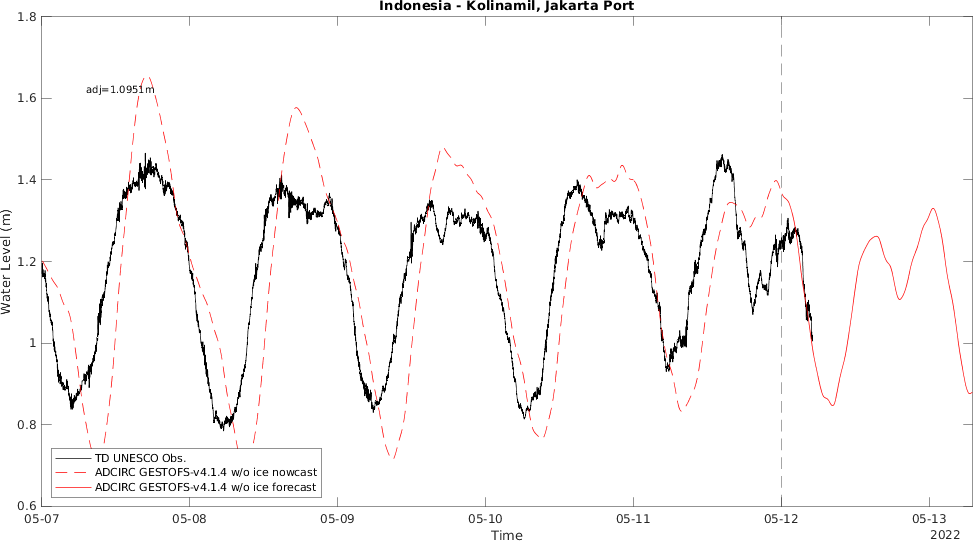 Indonesia - Kolinamil, Jakarta Port
1.8
adj=1.0951m
1.6
1.4
1.2
1
0.8
0.6
Water Level (m)
TD UNESCO Obs.
ADCIRC GESTOFS-v4.1.4 w/o ice nowcast
ADCIRC GESTOFS-v4.1.4 w/o ice forecast
05-07 05-08 05-09 05-10 05-11 05-12 05-13
Time
2022